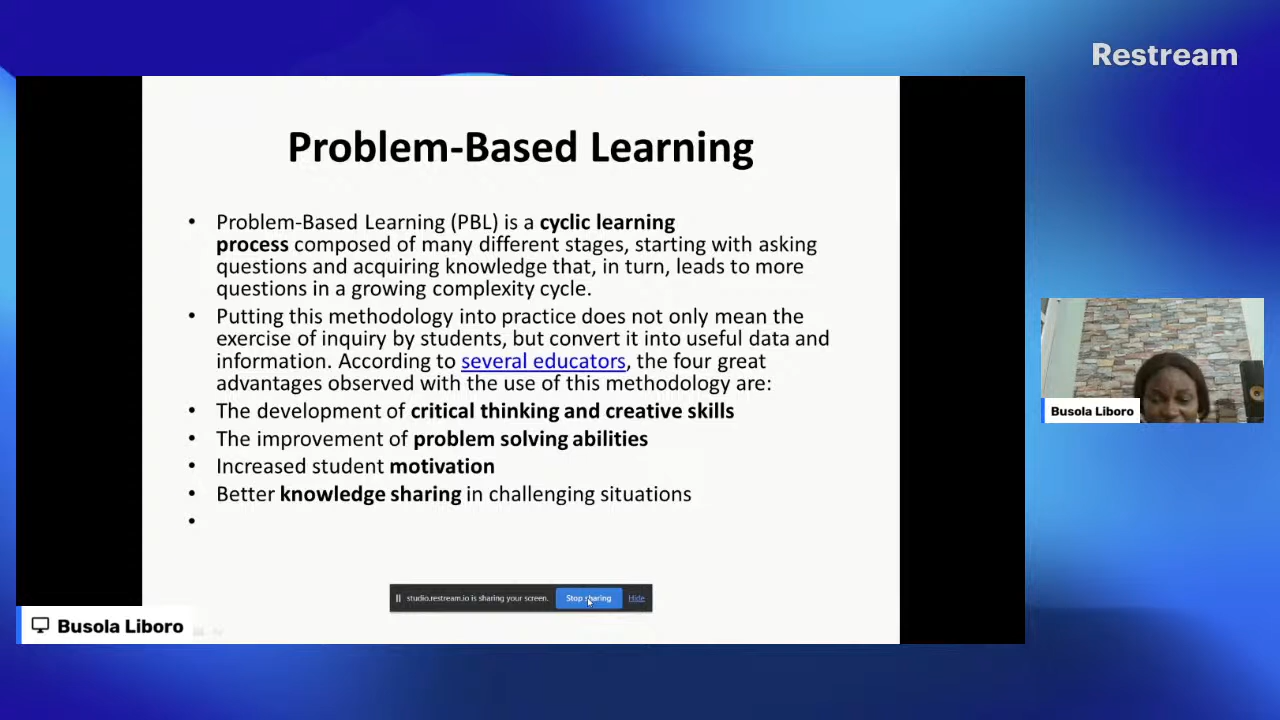 Restream
Problem-Based Learning
• Problem-Based Learning (PBL) is a cyclic learning
process composed of many different stages, starting with asking
questions and acquiring knowledge that, in turn, leads to more
questions in a growing complexity cycle.
• Putting this methodology into practice does not only mean the
exercise of inquiry by students, but convert it into useful data and
information. According to several educators, the four great
advantages observed with the use of this methodology are:
• The development of critical thinking and creative skills
• The improvement of problem solving abilities
• Increased student motivation
• Better knowledge sharing in challenging situations
•
studio.restream.io is sharing your screen.
Stop sharing
Hide
Busola Liboro
Busola Liboro